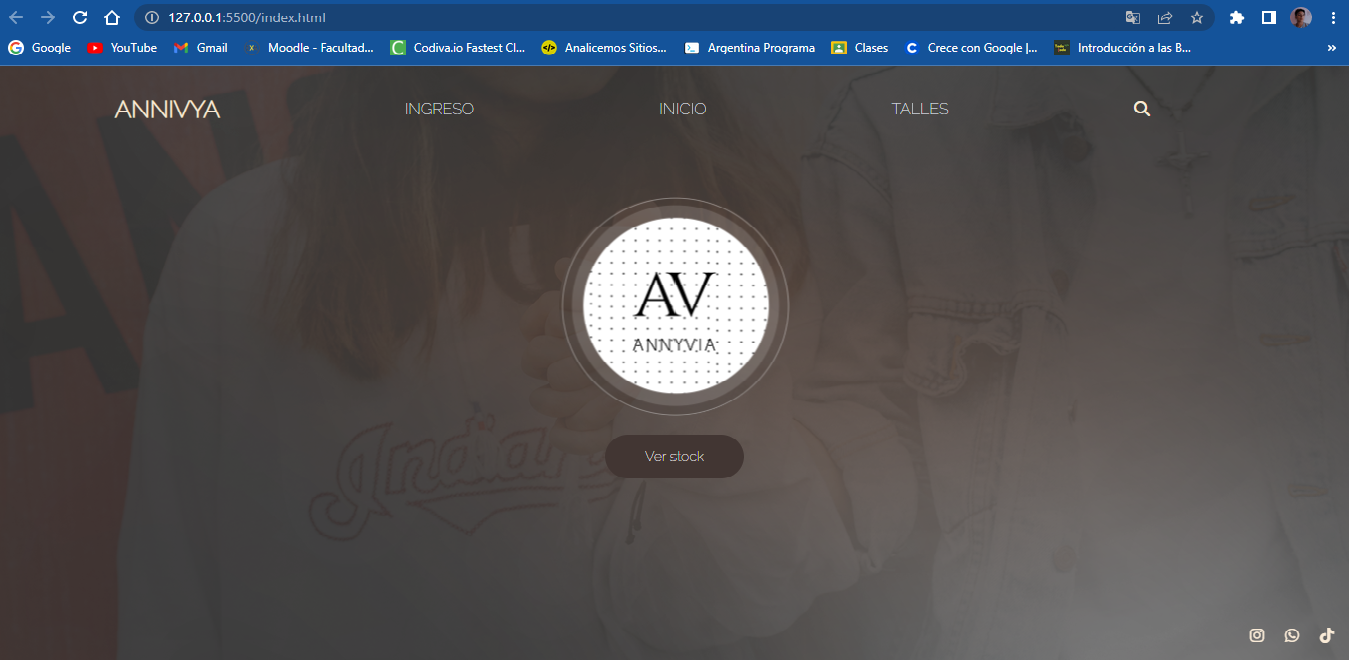 127.0.0.1:5500/index.html
Google YouTube Gmail Moodle - Facultad... Codiva.io Fastest Cl... Analicemos Sitios... Argentina Programa Clases Crece con Google |... Introducción a las B... »
ANNIVYA INGRESO INICIO TALLES
AV
ANNYVIA
Ver stock
Indians